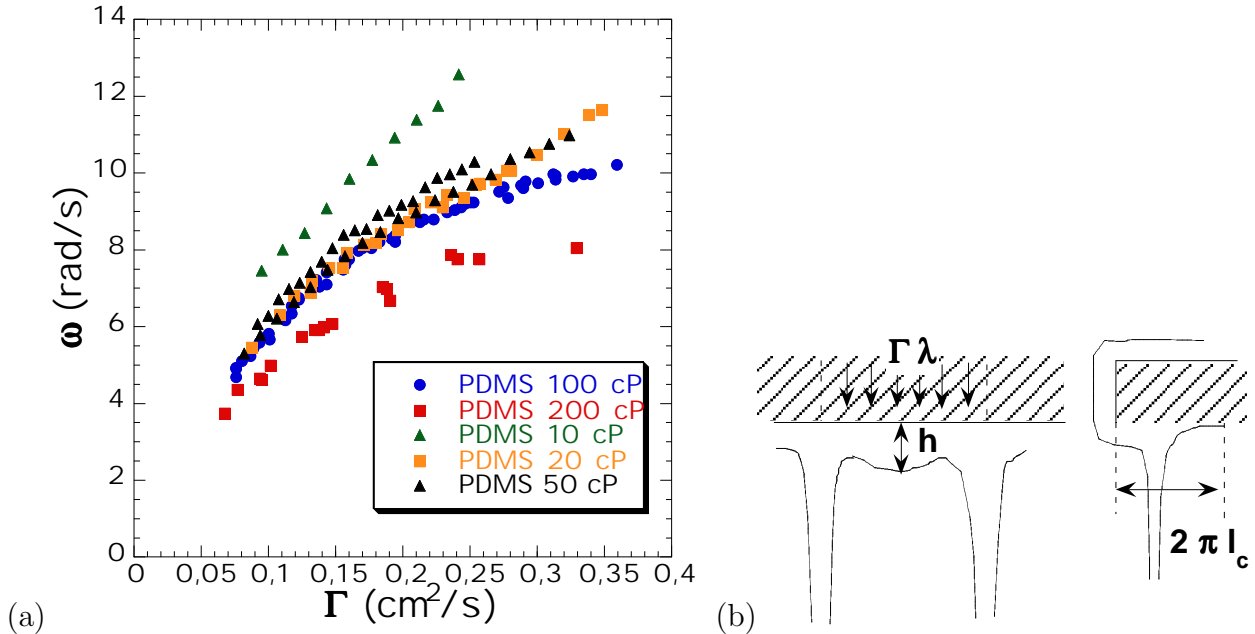 14
12
10
8
6
4
2
0
ω (rad/s)
PDMS 100 cP
PDMS 200 cP
PDMS 10 cP
PDMS 20 cP
PDMS 50 cP
0 0,05 0,1 0,15 0,2 0,25 0,3 0,35 0,4
Γ (cm²/s)
(a)
Γ λ
h
2 π l_c
(b)